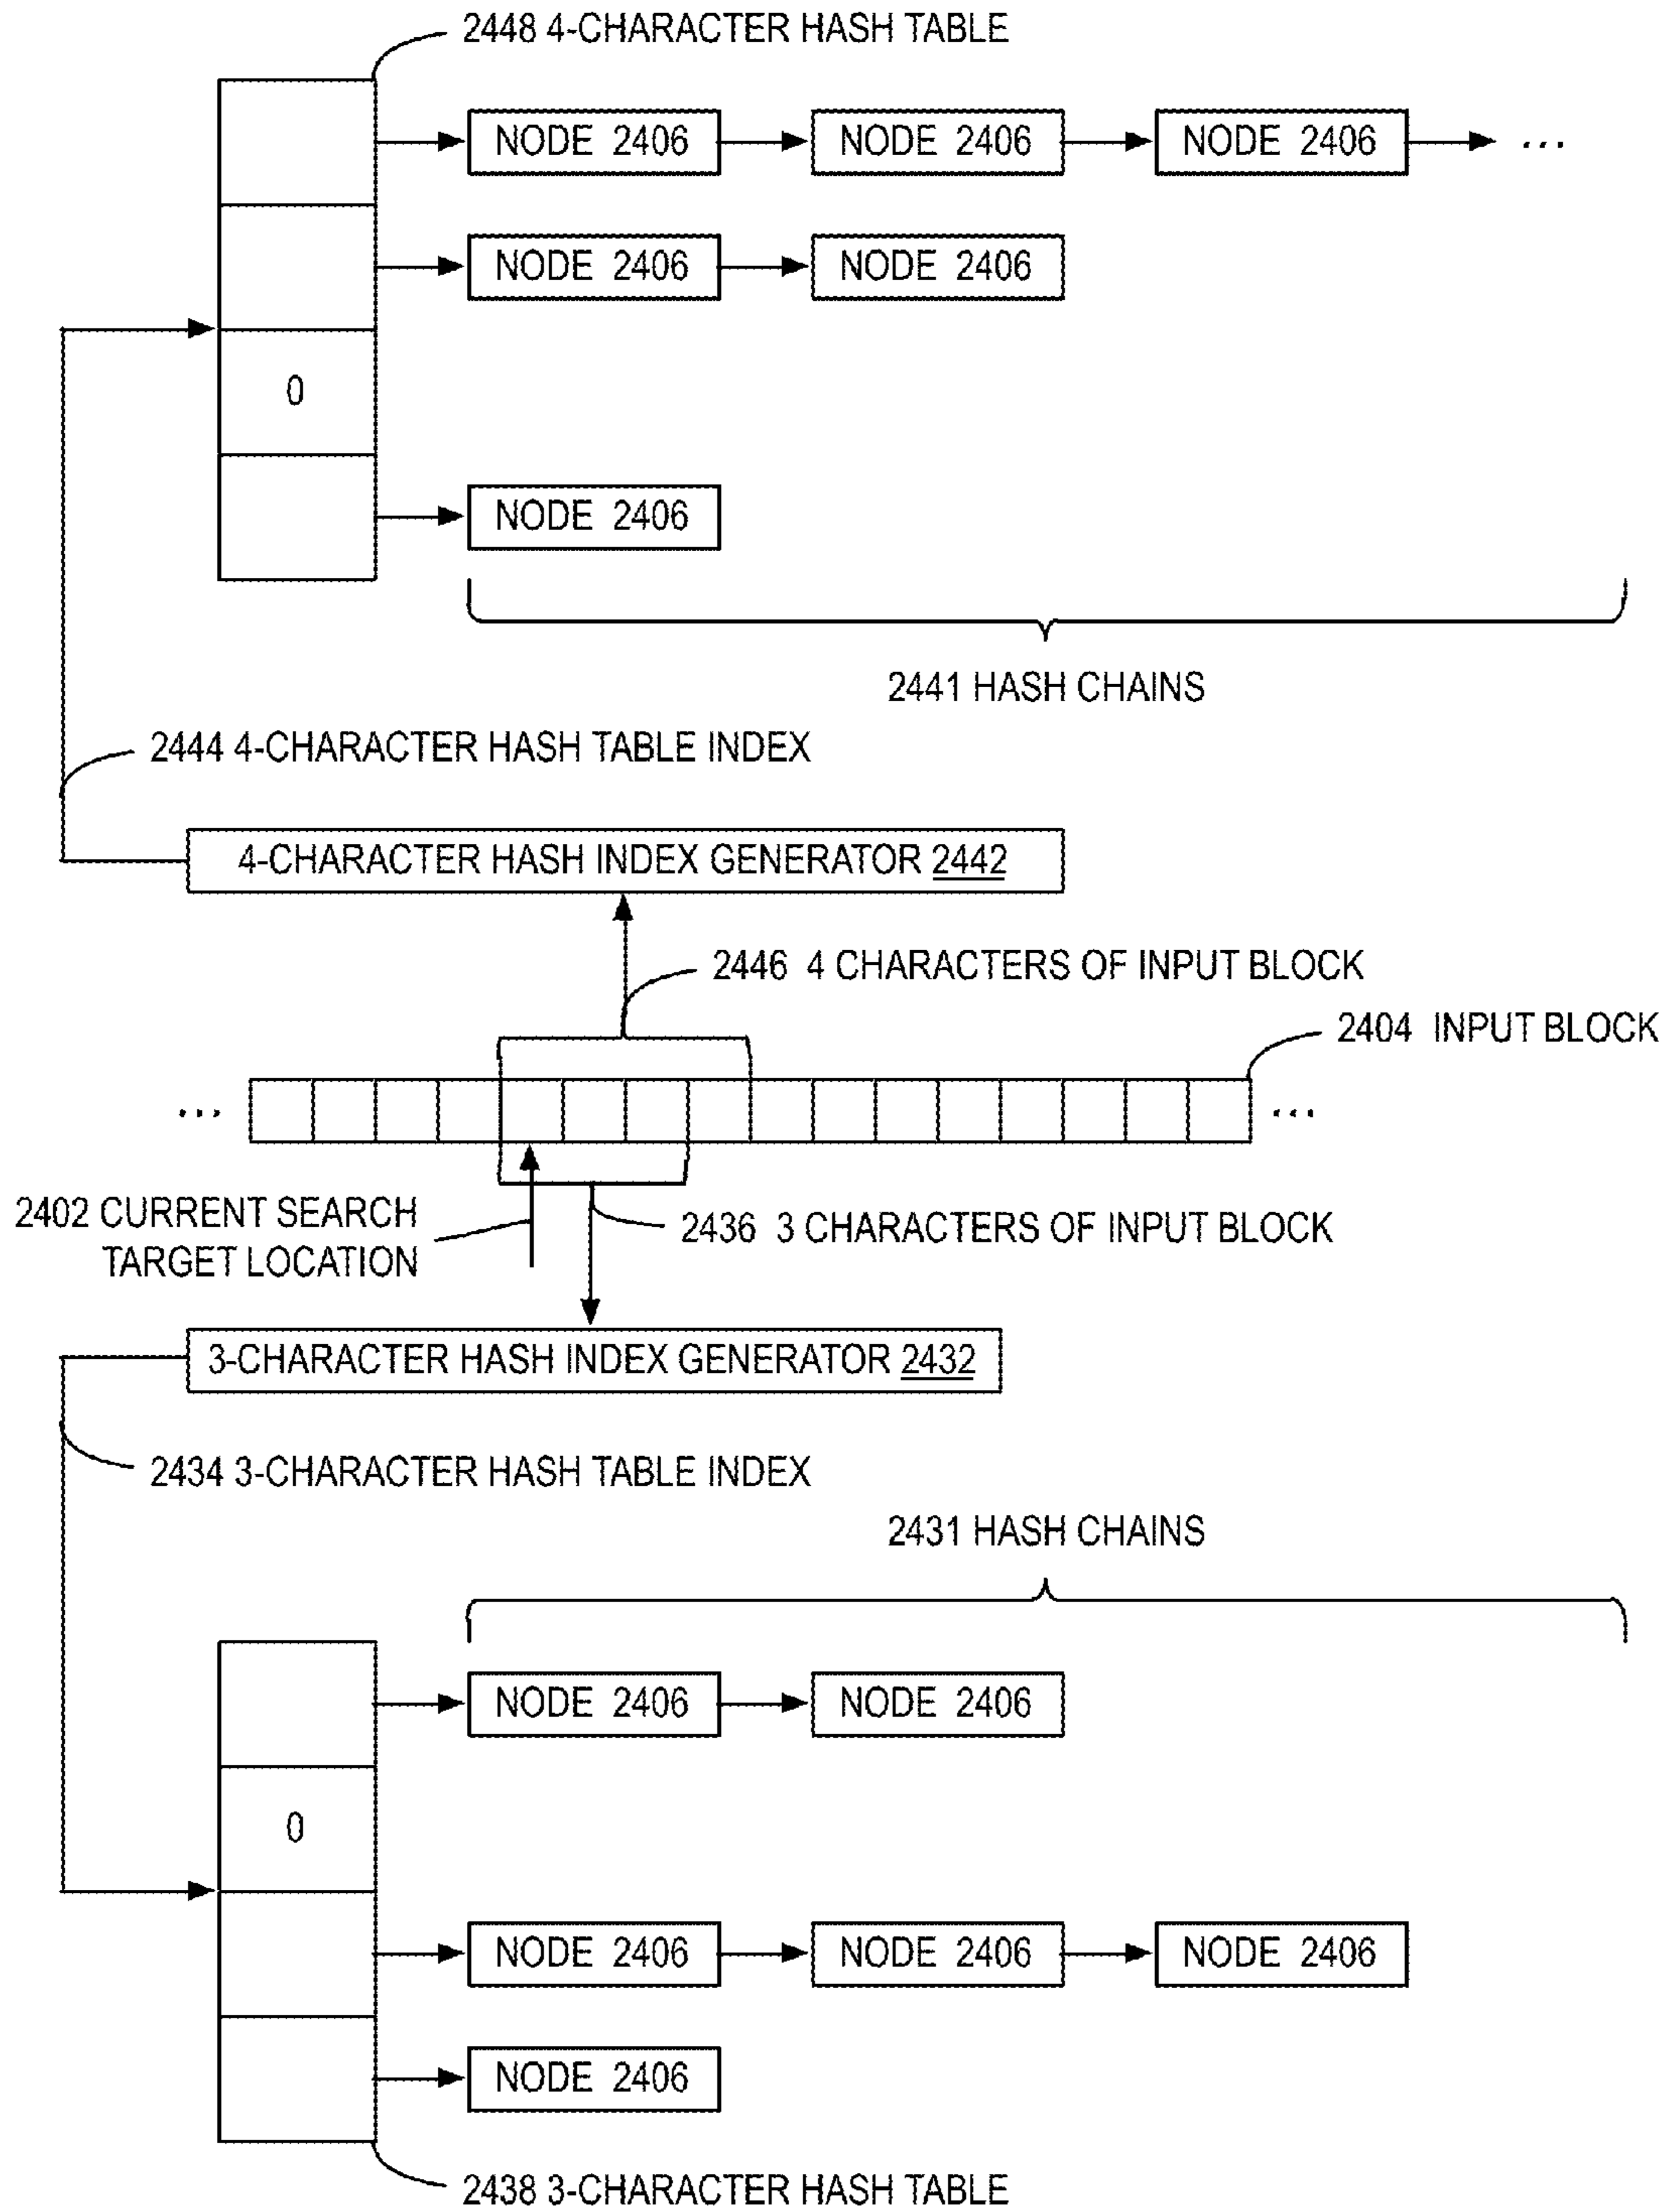 2448 4-CHARACTER HASH TABLE
NODE 2406
NODE 2406
NODE 2406
...
NODE 2406
NODE 2406
0
NODE 2406
2441 HASH CHAINS
2444 4-CHARACTER HASH TABLE INDEX
4-CHARACTER HASH INDEX GENERATOR 2442
2446 4 CHARACTERS OF INPUT BLOCK
2404 INPUT BLOCK
...
...
2402 CURRENT SEARCH
TARGET LOCATION
2436 3 CHARACTERS OF INPUT BLOCK
3-CHARACTER HASH INDEX GENERATOR 2432
2434 3-CHARACTER HASH TABLE INDEX
2431 HASH CHAINS
NODE 2406
NODE 2406
0
NODE 2406
NODE 2406
NODE 2406
NODE 2406
2438 3-CHARACTER HASH TABLE